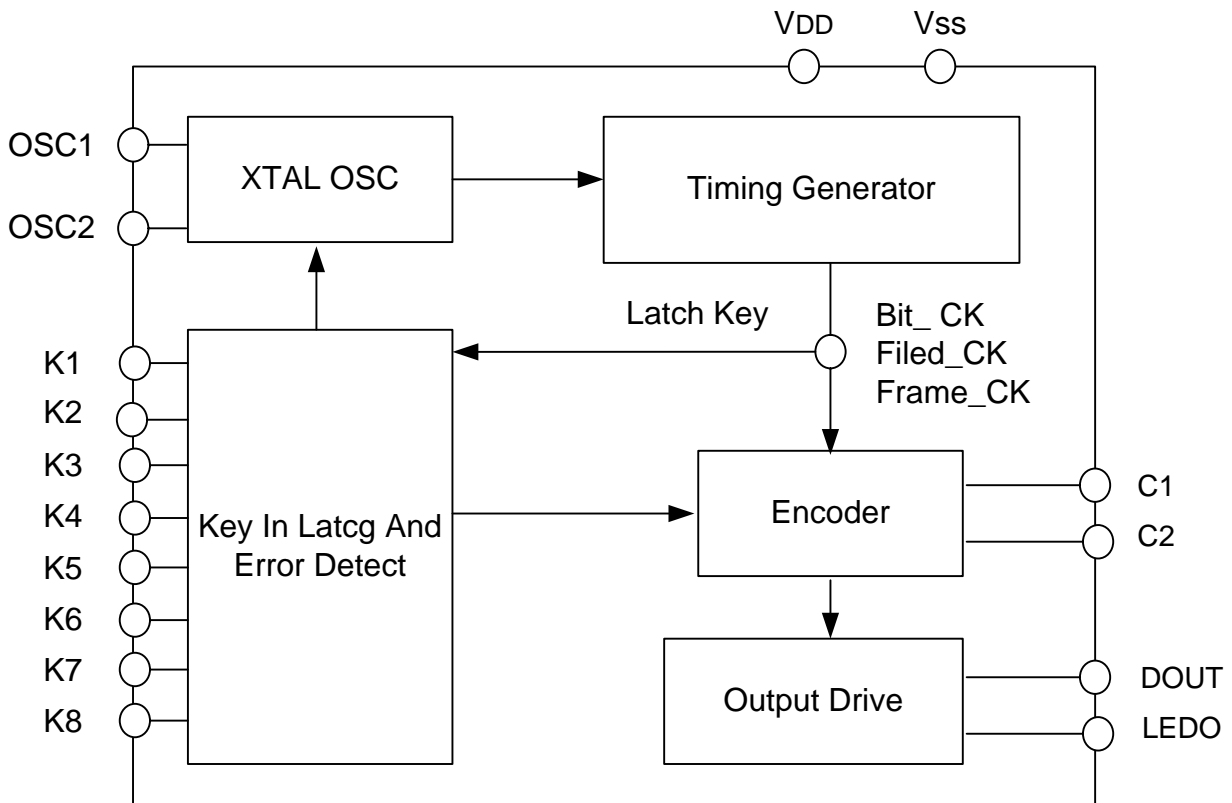 VDD
Vss
OSC1
XTAL OSC
Timing Generator
OSC2
Latch Key
Bit_ CK
Filed_CK
Frame_CK
K1
K2
K3
K4
K5
K6
K7
K8
Key In Latcg And
Error Detect
Encoder
C1
C2
Output Drive
DOUT
LEDO